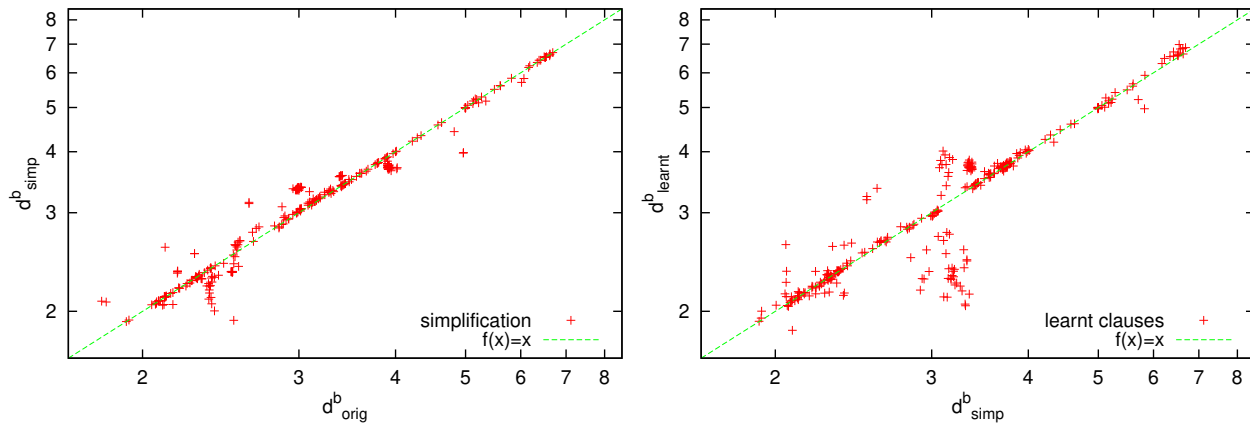 8
7
6
5
4
3
2
d^b_simp
simplification
f(x)=x
2 3 4 5 6 7 8
d^b_orig
8
7
6
5
4
3
2
d^b_learnt
learnt clauses
f(x)=x
2 3 4 5 6 7 8
d^b_simp